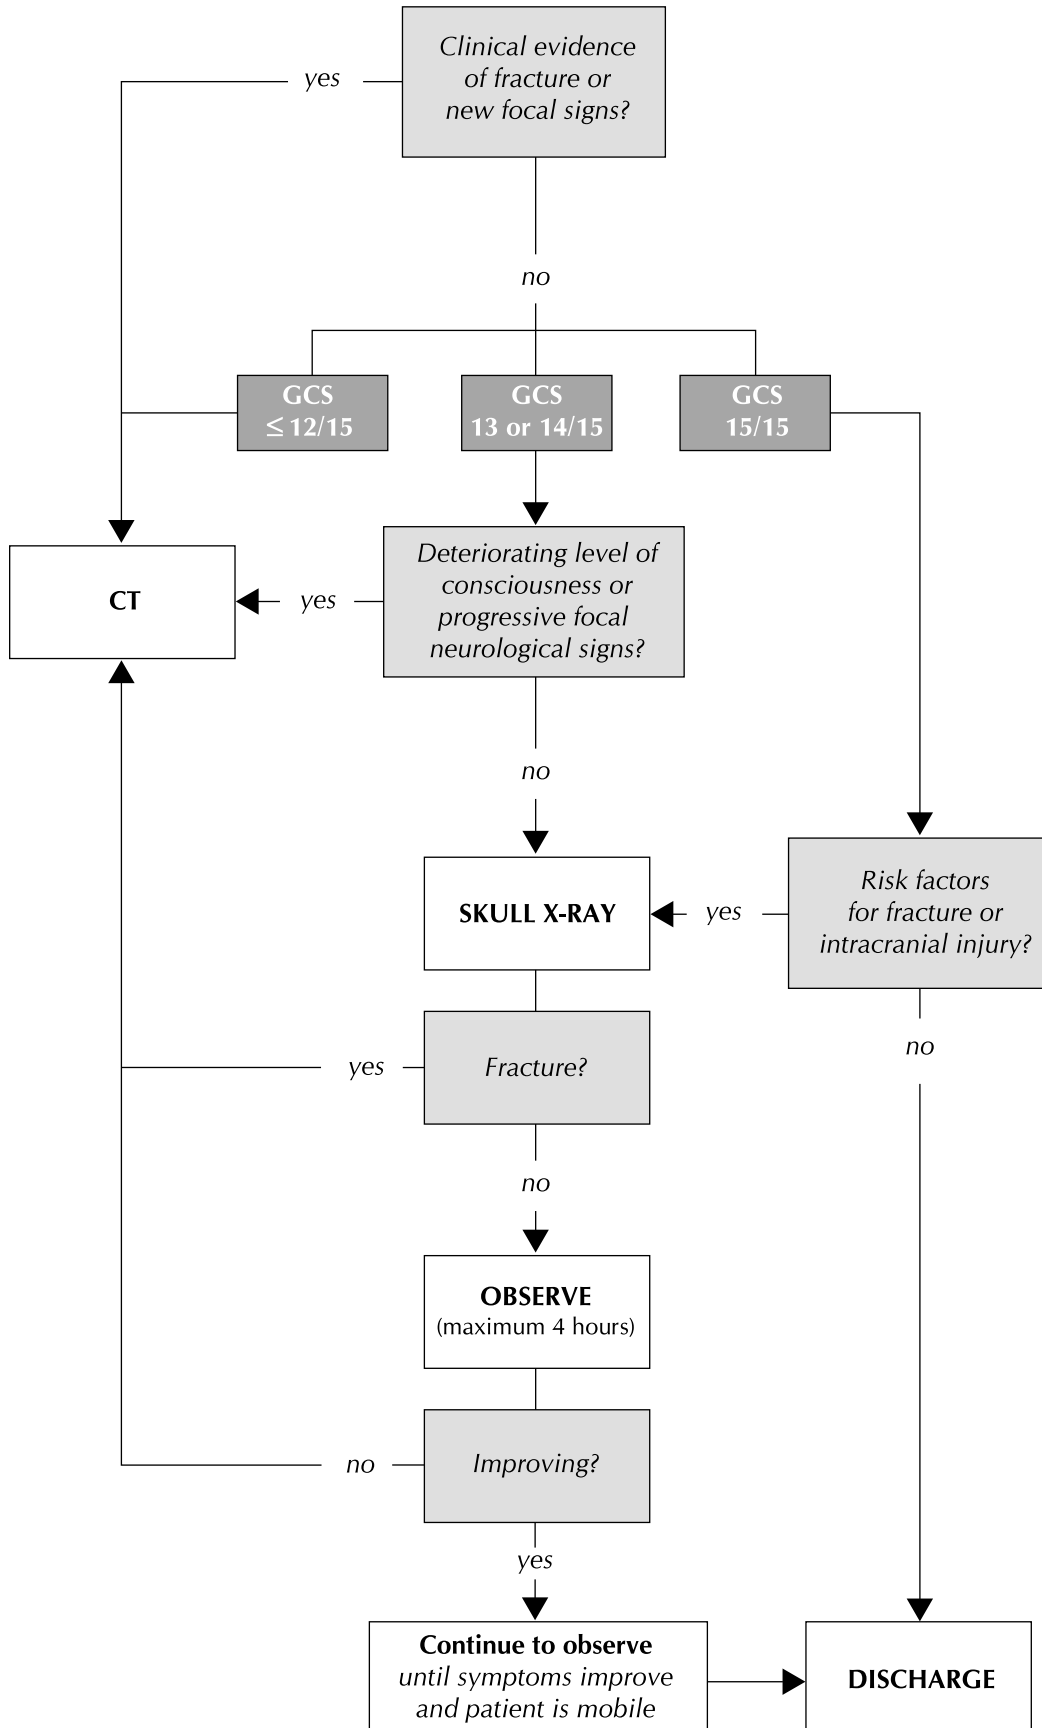 Clinical evidence
of fracture or
new focal signs?
yes
no
GCS
≤ 12/15
GCS
13 or 14/15
GCS
15/15
Deteriorating level of
consciousness or
progressive focal
neurological signs?
yes
CT
no
SKULL X-RAY
yes
Risk factors
for fracture or
intracranial injury?
no
Fracture?
yes
no
OBSERVE
(maximum 4 hours)
Improving?
no
yes
Continue to observe
until symptoms improve
and patient is mobile
DISCHARGE